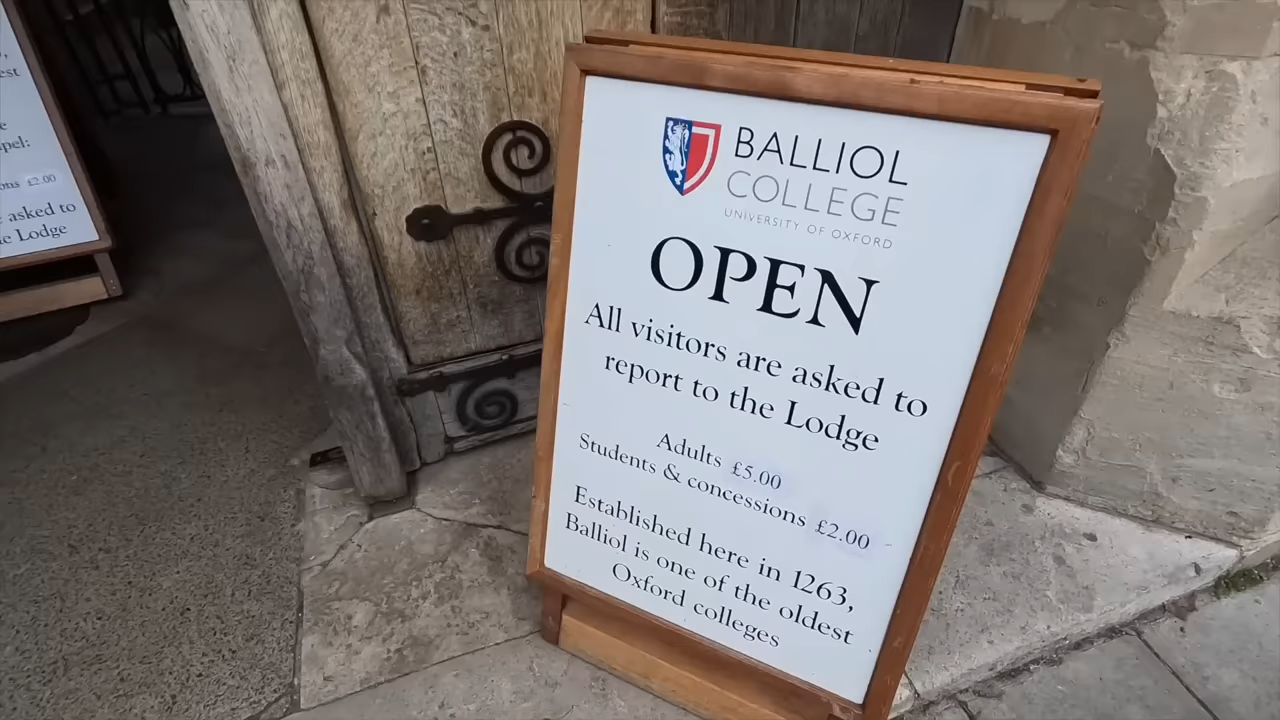 est
e
pel:
ons £2.00
asked to
e Lodge
BALLIOL
COLLEGE
UNIVERSITY OF OXFORD
OPEN
All visitors are asked to
report to the Lodge
Adults £5.00
Students & concessions £2.00
Established here in 1263,
Balliol is one of the oldest
Oxford colleges